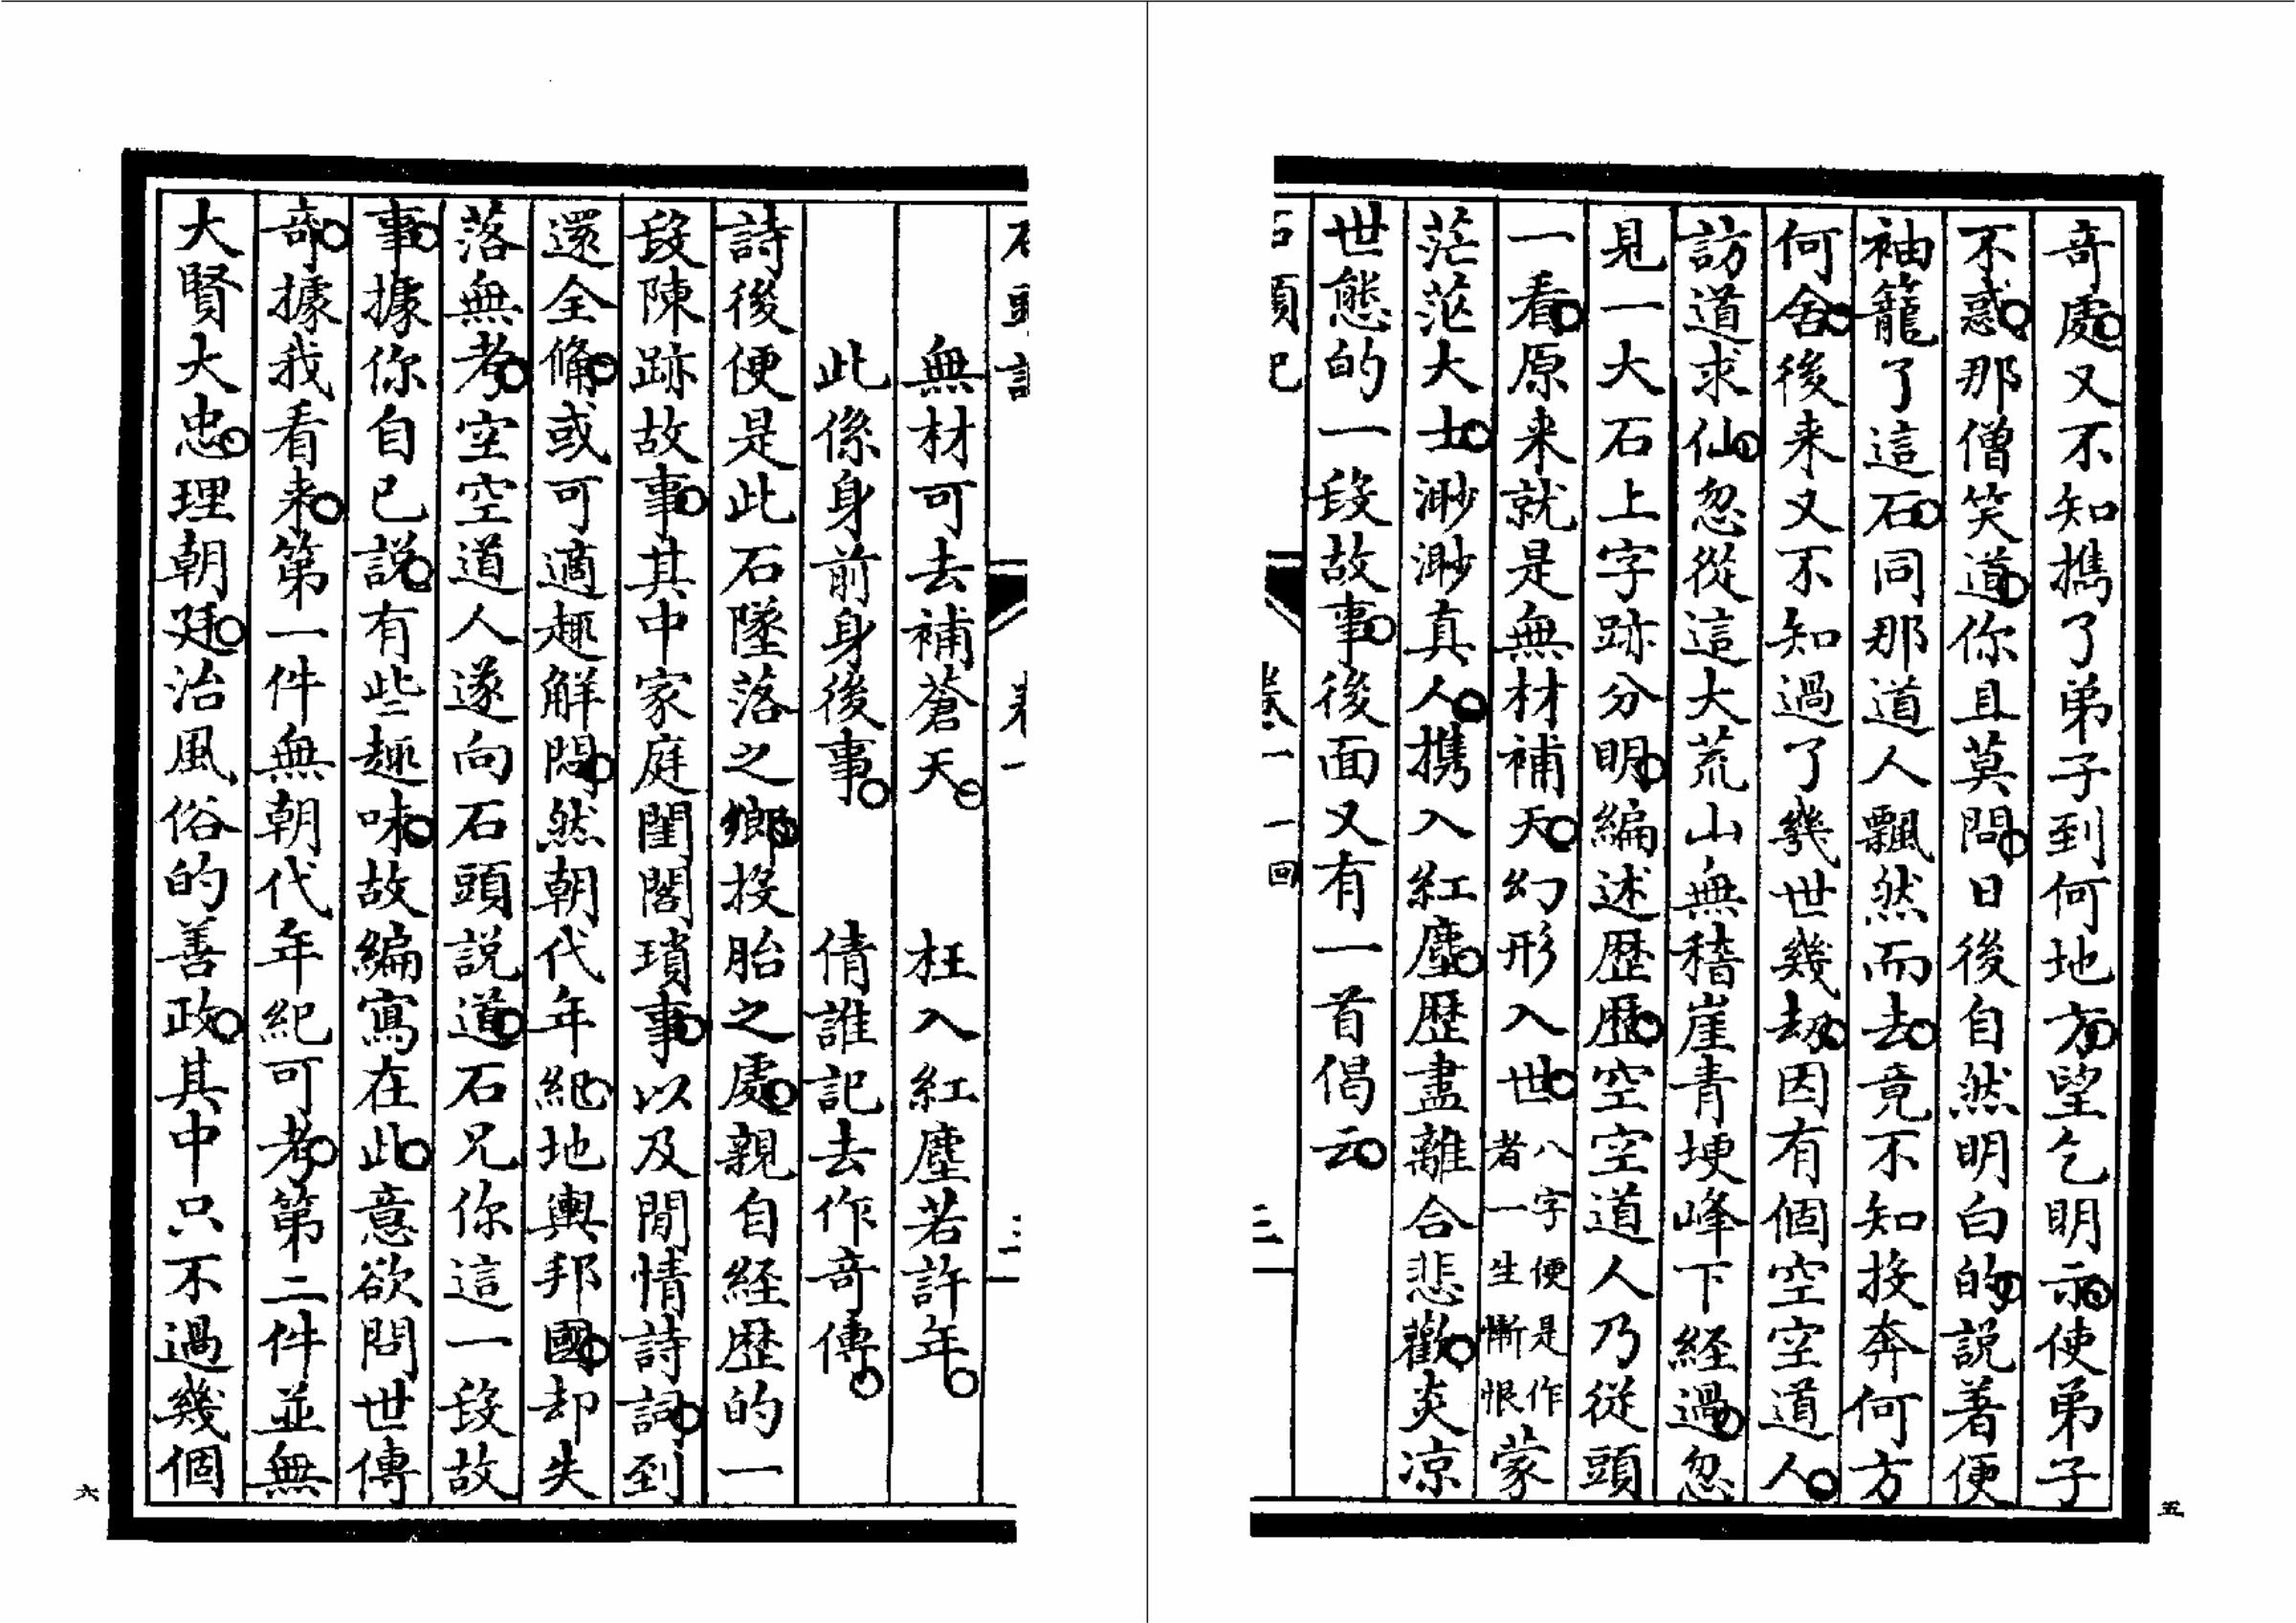 奇處又不知攜了弟子到何地方望乞明示使弟子
不惑那僧笑道你且莫問日後自然明白的說着便
袖籠了這石同那道人飄然而去竟不知投奔何方
何舍後来又不知過了幾世幾劫因有個空空道人
訪道求仙忽從這大荒山無稽崖青埂峰下経過忽
見一大石上字跡分明編述歷歷空空道人乃從頭
一看原来就是無材補天幻形入世八字便是作者一生慚恨蒙
茫茫大士渺渺真人攜入紅塵歷盡離合悲歡炎凉
世態的一段故事後面又有一首偈云
石頭記 卷一 一回 三
無材可去補蒼天 枉入紅塵若許年
此係身前身後事 倩誰記去作奇傳
詩後便是此石墜落之鄉投胎之處親自経歷的一
段陳跡故事其中家庭閨閣瑣事以及閒情詩詞到
還全備或可適趣解悶然朝代年紀地輿邦國却失
落無考空空道人遂向石頭說道石兄你這一段故
事據你自己說有些趣味故編寫在此意欲問世傳
奇據我看来第一件無朝代年紀可考第二件並無
大賢大忠理朝廷治風俗的善政其中只不過幾個
五
六